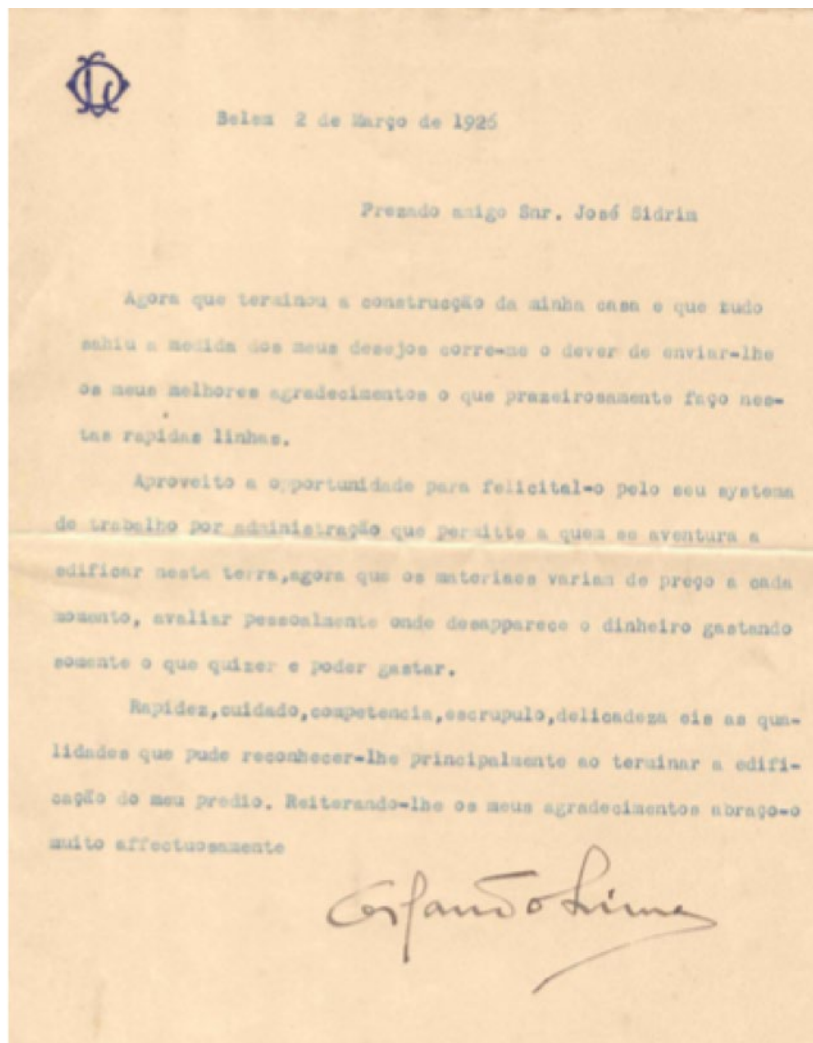 Belem 2 de Março de 1926
Prezado amigo Snr. José Sidrim
Agora que terminou a construcção da minha casa e que tudo
sahiu a medida dos meus desejos corre-me o dever de enviar-lhe
os meus melhores agradecimentos o que prazeirosamente faço nes-
tas rapidas linhas.
Aproveito a opportunidade para felicital-o pelo seu systema
de trabalho por administração que permitte a quem se aventura a
edificar nesta terra,agora que os materiaes variam de preço a cada
momento, avaliar pessoalmente onde desapparece o dinheiro gastando
somente o que quizer e poder gastar.
Rapidez,cuidado,competencia,escrupulo,delicadeza eis as qua-
lidades que pude reconhecer-lhe principalmente ao terminar a edifi-
cação do meu predio. Reiterando-lhe os meus agradecimentos abraço-o
muito affectuosamente
Orlando Lima